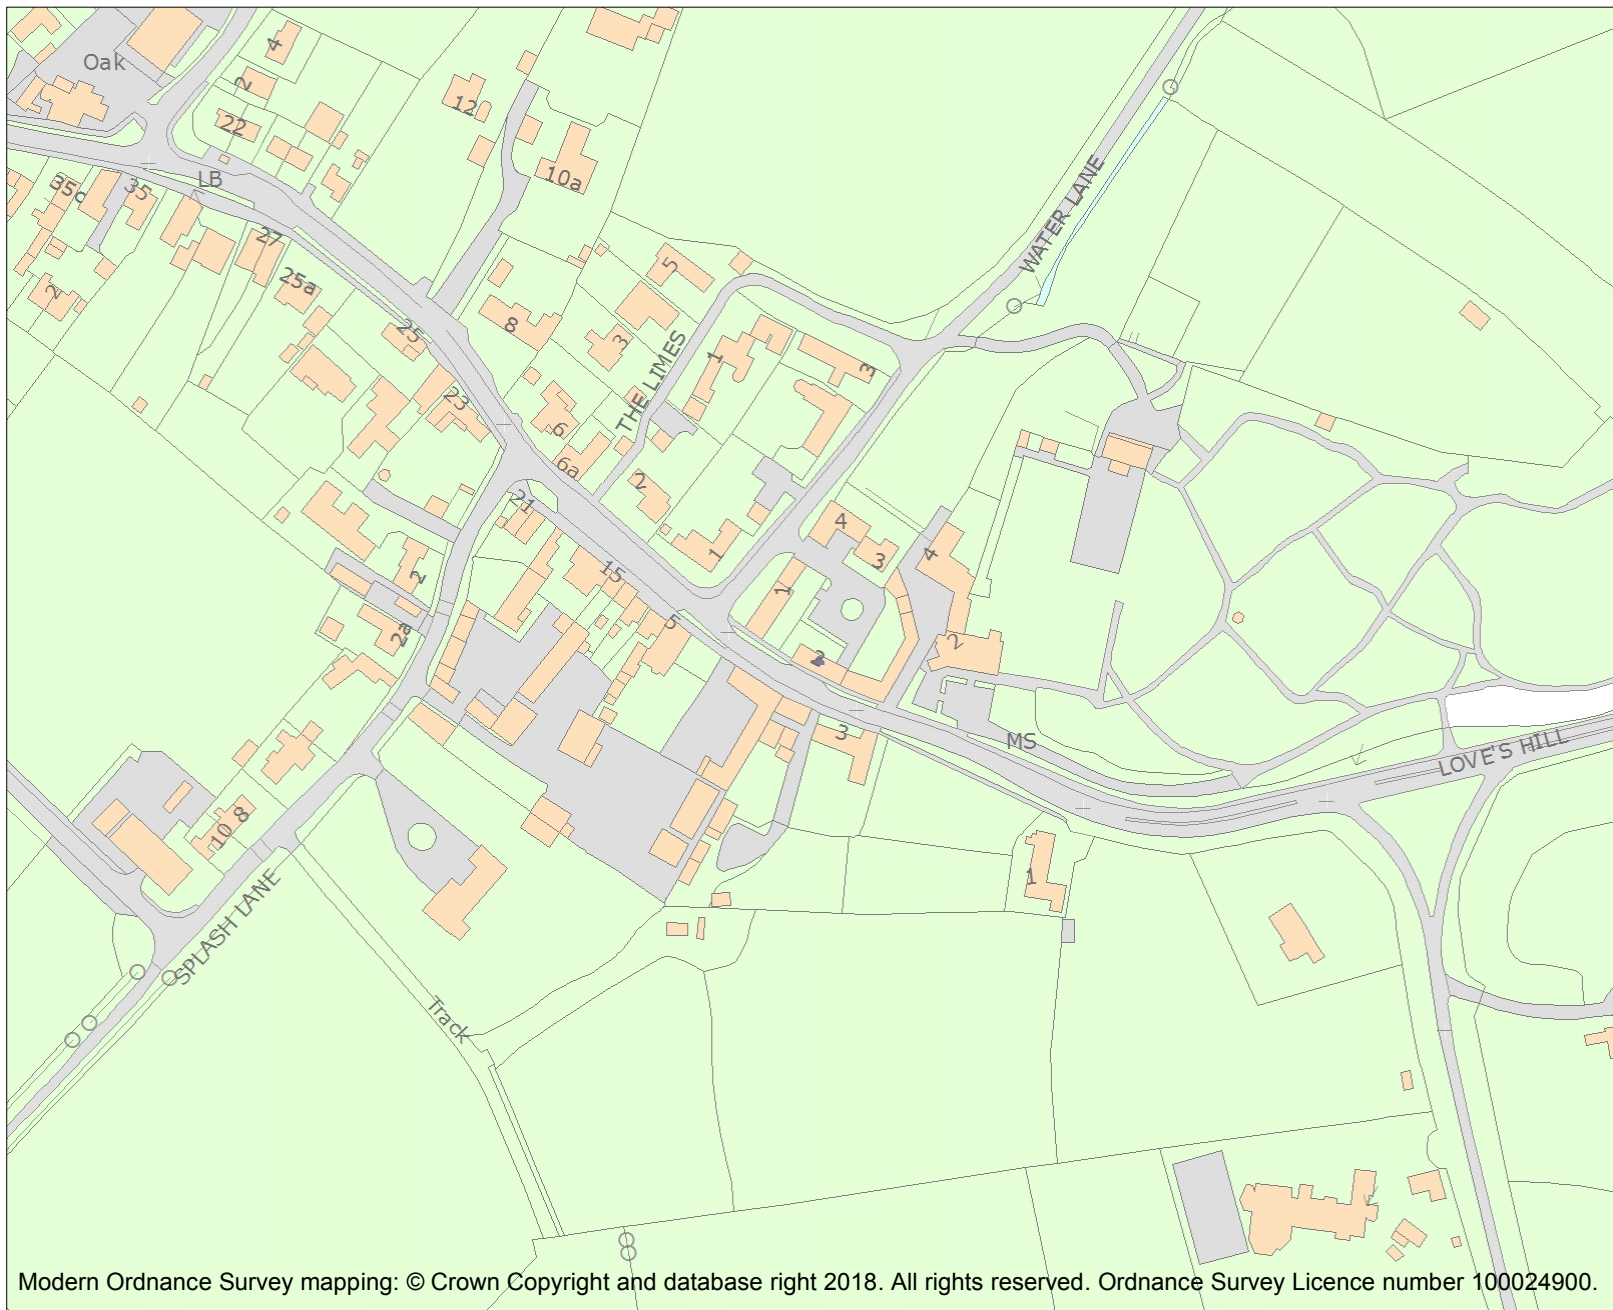 Oak
4
2
22
12
10a
LB
35c
35
27
25a
2
25
23
8
5
3
THE LIMES
1
3
WATER LANE
6
6a
2
1
21
15
5
4
3
1
4
2
2
2
2a
3
MS
LOVE'S HILL
10
8
1
SPLASH LANE
Track
Modern Ordnance Survey mapping: © Crown Copyright and database right 2018. All rights reserved. Ordnance Survey Licence number 100024900.